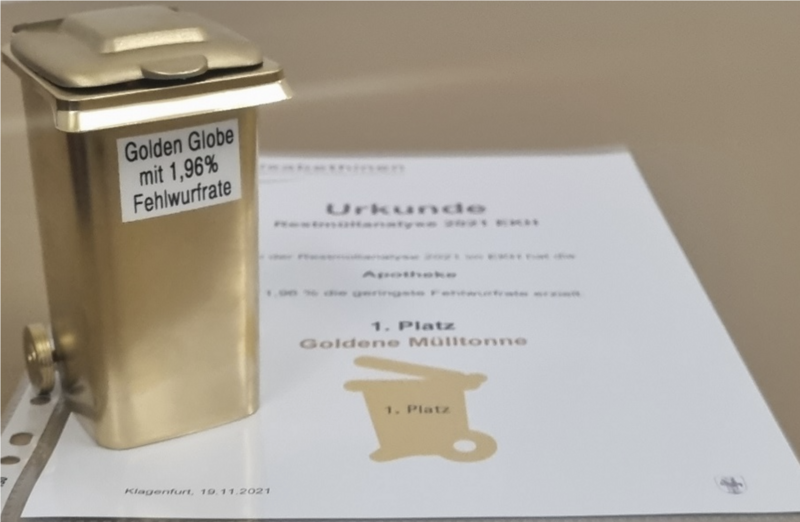 Golden Globe
mit 1,96%
Fehlwurfrate
Urkunde
Restmüllanalyse 2021 EKH
der Restmüllanalyse 2021 im EKH hat die
Apotheke
1,96 % die geringste Fehlwurfrate erzielt
1. Platz
Goldene Mülltonne
1. Platz
Klagenfurt, 19.11.2021